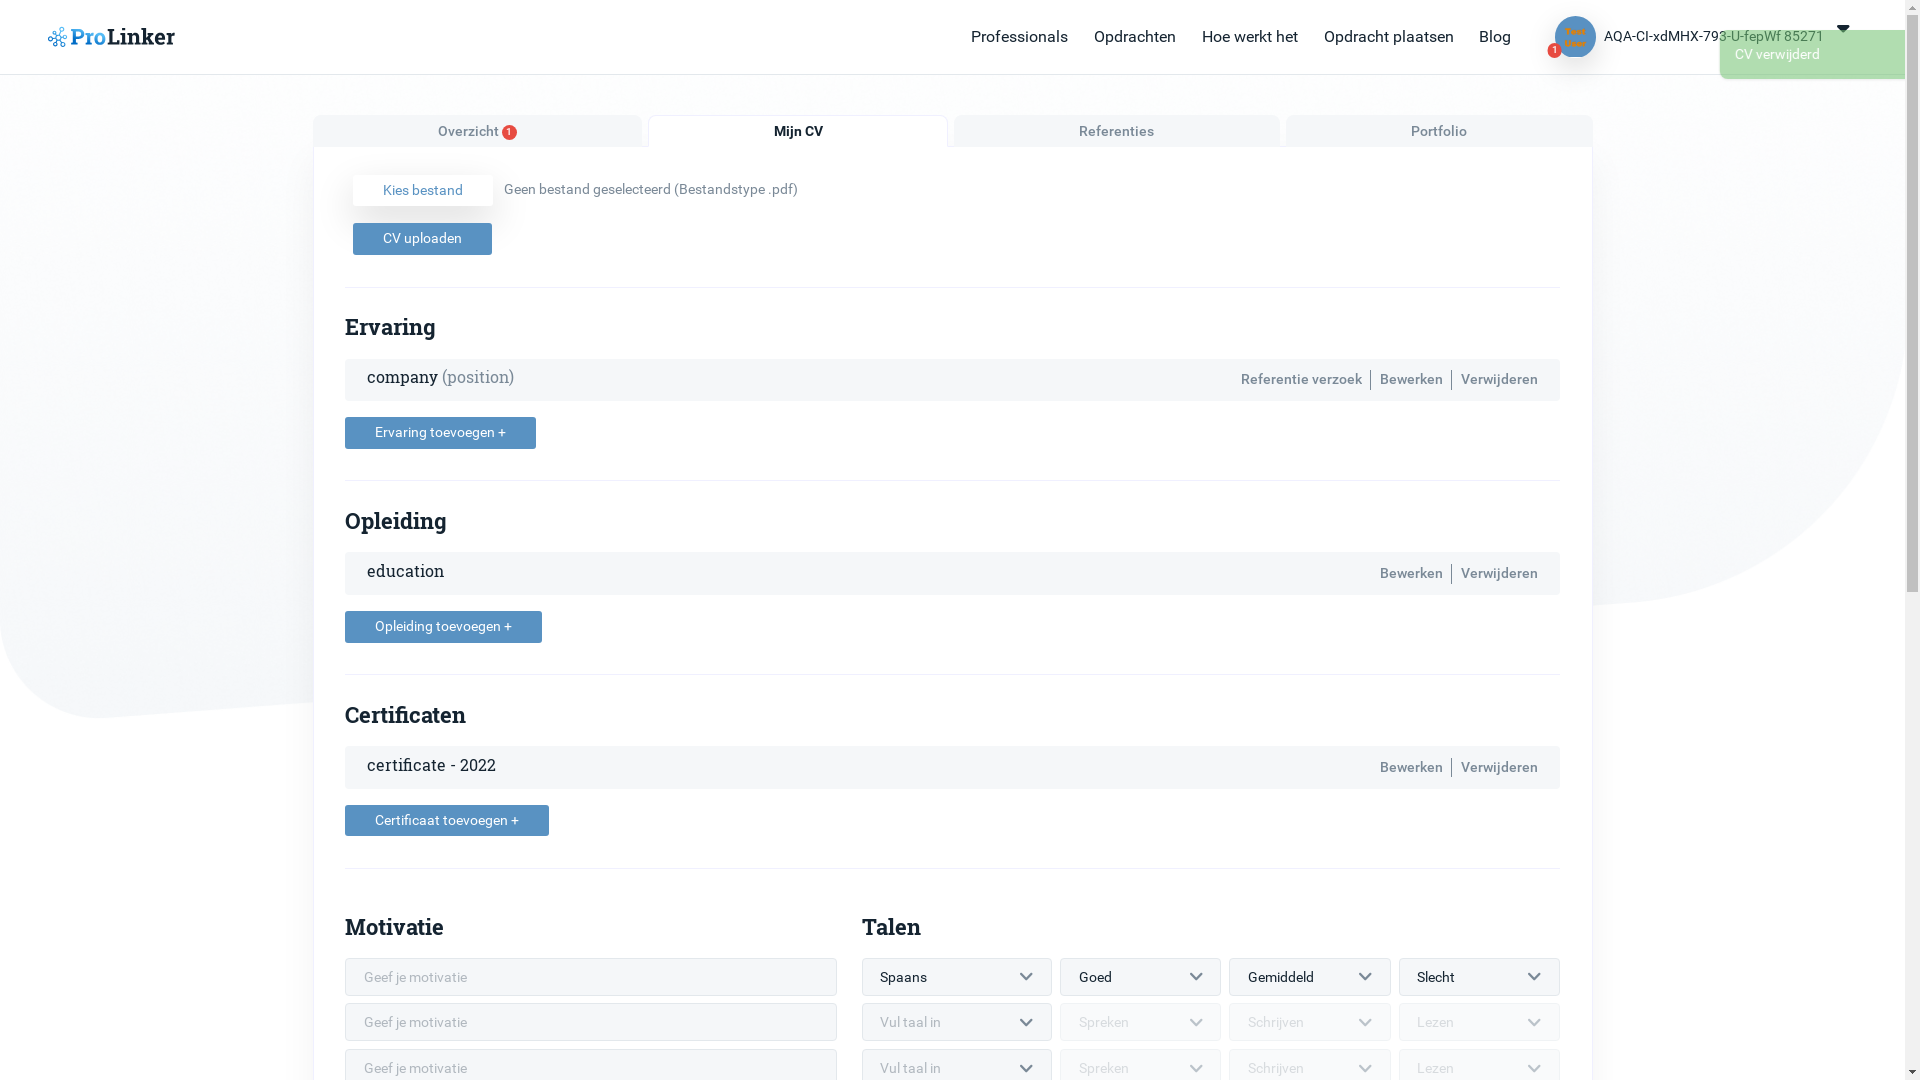 ProLinker
Professionals Opdrachten Hoe werkt het Opdracht plaatsen Blog
1
AQA-CI-xdMHX-793-U-fepWf 85271
CV verwijderd
Overzicht 1 Mijn CV Referenties Portfolio
Kies bestand Geen bestand geselecteerd (Bestandstype .pdf)
CV uploaden
Ervaring
company (position) Referentie verzoek Bewerken Verwijderen
Ervaring toevoegen +
Opleiding
education Bewerken Verwijderen
Opleiding toevoegen +
Certificaten
certificate - 2022 Bewerken Verwijderen
Certificaat toevoegen +
Motivatie
Geef je motivatie
Geef je motivatie
Geef je motivatie
Talen
Spaans Goed Gemiddeld Slecht
Vul taal in Spreken Schrijven Lezen
Vul taal in Spreken Schrijven Lezen